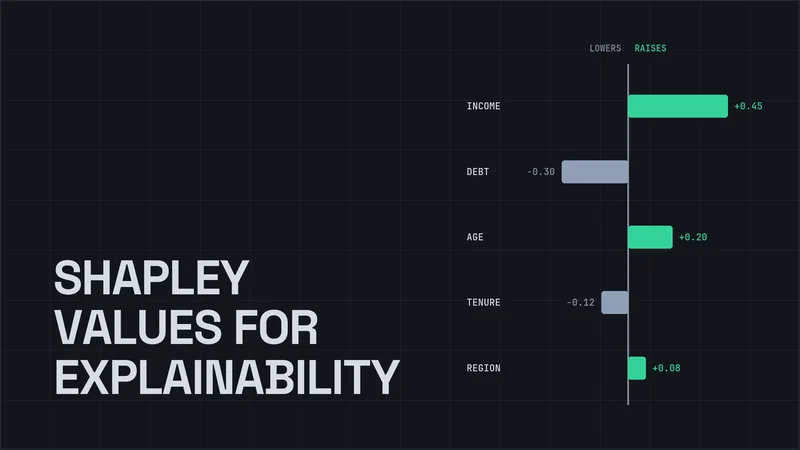 LOWERS RAISES
INCOME +0.45
DEBT -0.30
AGE +0.20
TENURE -0.12
REGION +0.08
SHAPLEY
VALUES FOR
EXPLAINABILITY